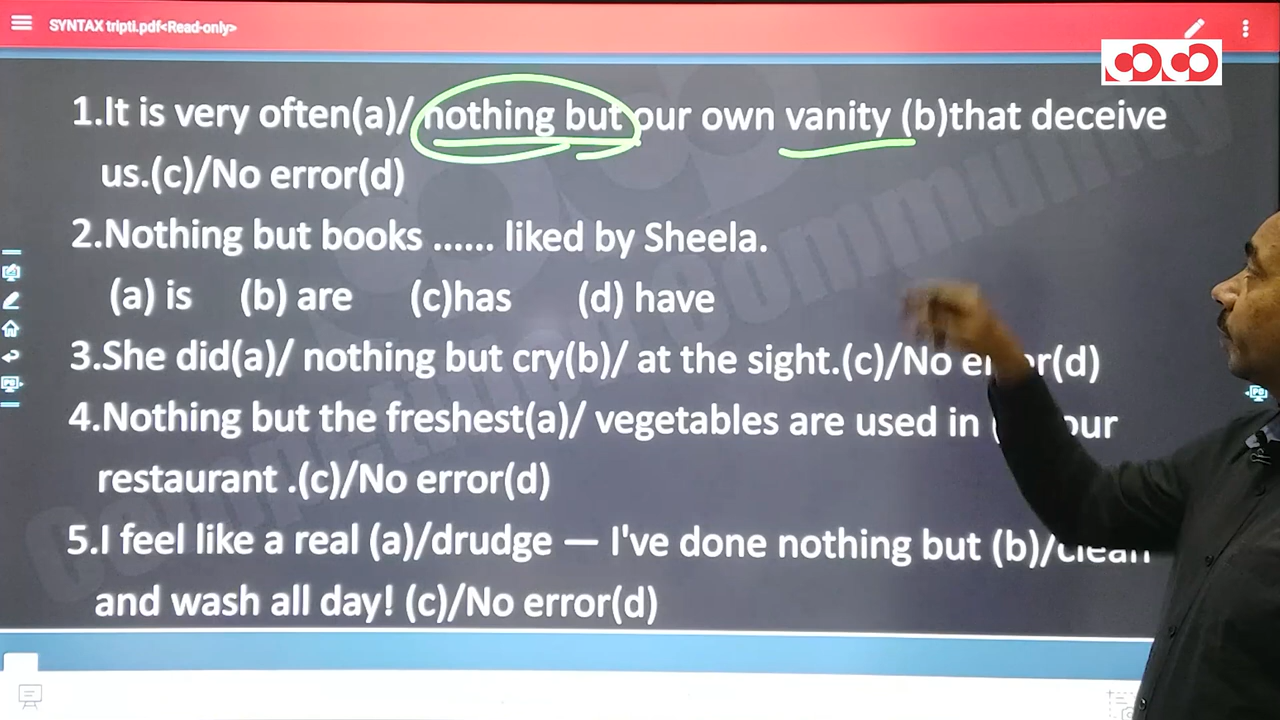 SYNTAX tripti.pdf<Read-only>
1.It is very often(a)/ nothing but our own vanity (b)that deceive
us.(c)/No error(d)
2.Nothing but books ...... liked by Sheela.
(a) is (b) are (c)has (d) have
3.She did(a)/ nothing but cry(b)/ at the sight.(c)/No error(d)
4.Nothing but the freshest(a)/ vegetables are used in our
restaurant .(c)/No error(d)
5.I feel like a real (a)/drudge — I've done nothing but (b)/clean
and wash all day! (c)/No error(d)